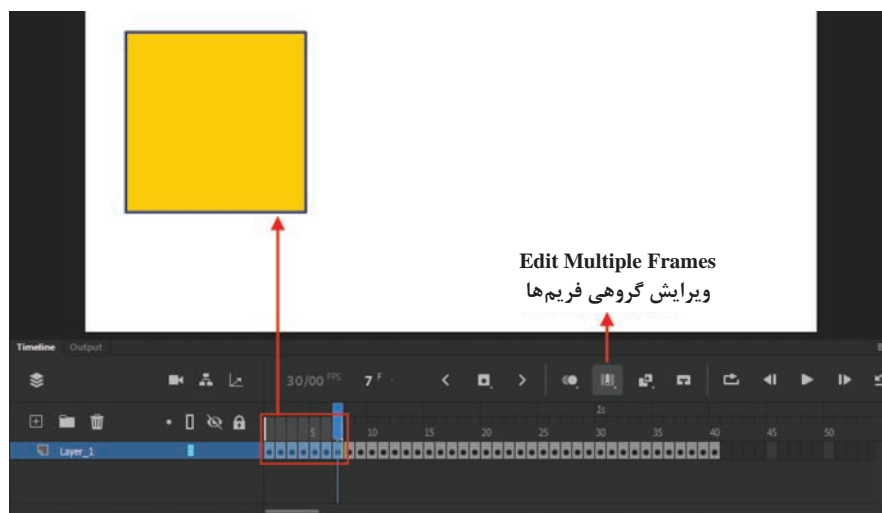 Edit Multiple Frames
ویرایش گروهی فریم‌ها
Timeline Output
30/00 FPS 7 F
1s
5 10 15 20 25 30 35 40 45 50
Layer_1